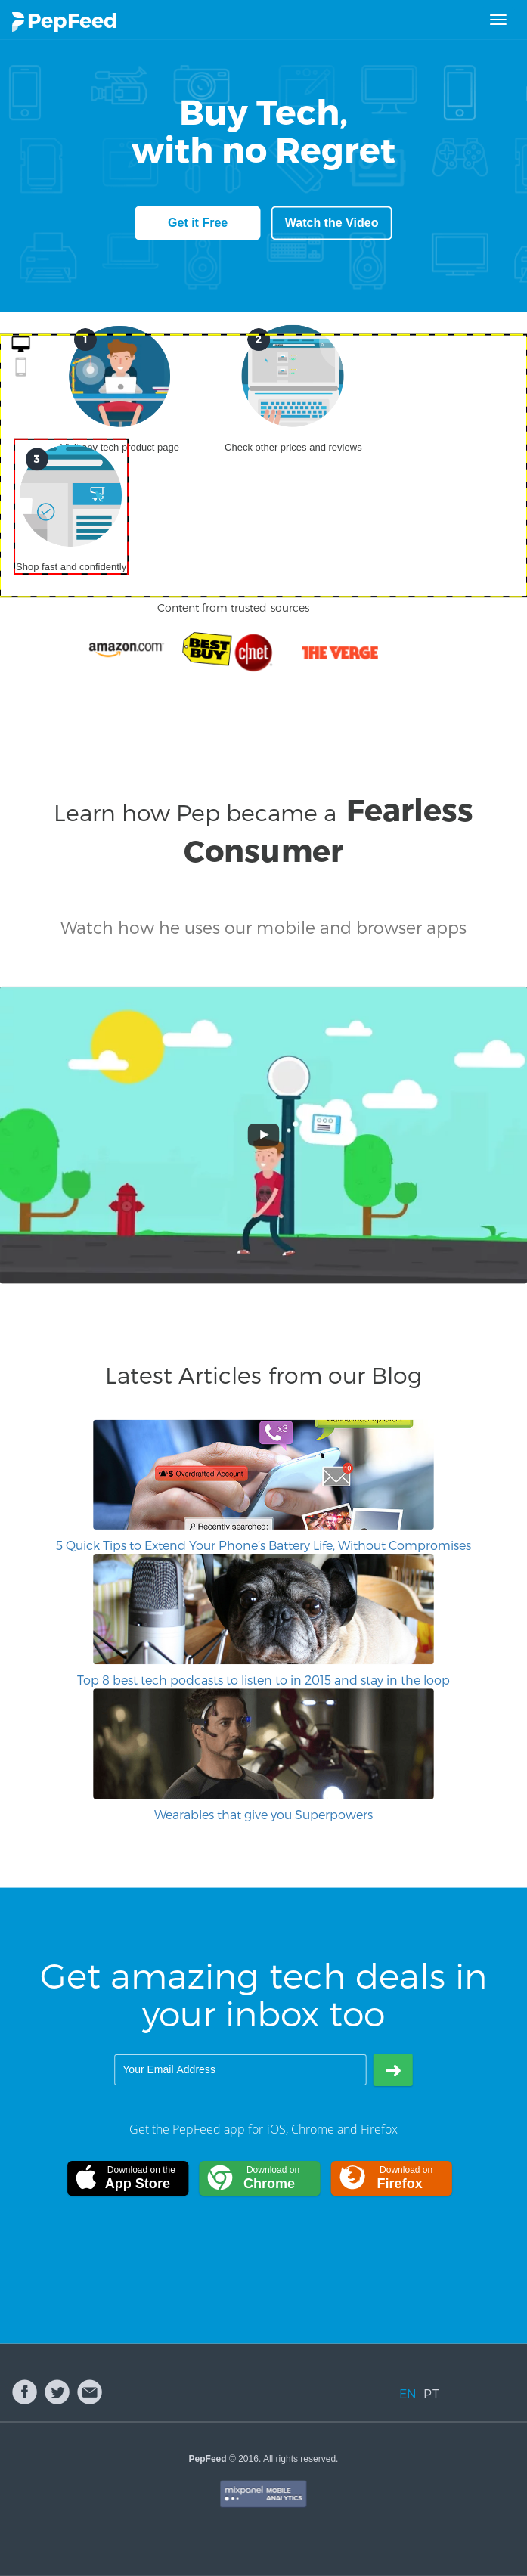 PepFeed
Buy Tech,
with no Regret
Get it Free
Watch the Video
1
2
any tech product page
Check other prices and reviews
3
Shop fast and confidently
Content from trusted sources
amazon.com
BEST BUY
c|net
THE VERGE
Learn how Pep became a Fearless
Consumer
Watch how he uses our mobile and browser apps
Latest Articles from our Blog
x3
Overdrafted Account
10
Recently searched:
5 Quick Tips to Extend Your Phone's Battery Life, Without Compromises
Top 8 best tech podcasts to listen to in 2015 and stay in the loop
Wearables that give you Superpowers
Get amazing tech deals in
your inbox too
Your Email Address
Get the PepFeed app for iOS, Chrome and Firefox
Download on the
App Store
Download on
Chrome
Download on
Firefox
EN PT
PepFeed © 2016. All rights reserved.
mixpanel MOBILE
ANALYTICS